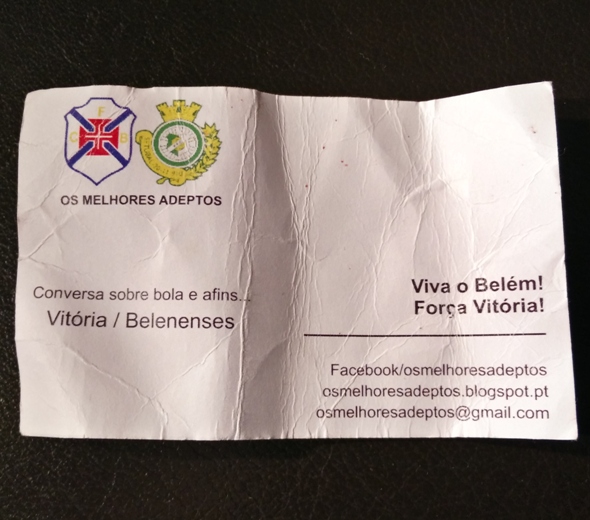 C F B
OS MELHORES ADEPTOS
Conversa sobre bola e afins...
Vitória / Belenenses
Viva o Belém!
Força Vitória!
Facebook/osmelhoresadeptos
osmelhoresadeptos.blogspot.pt
osmelhoresadeptos@gmail.com